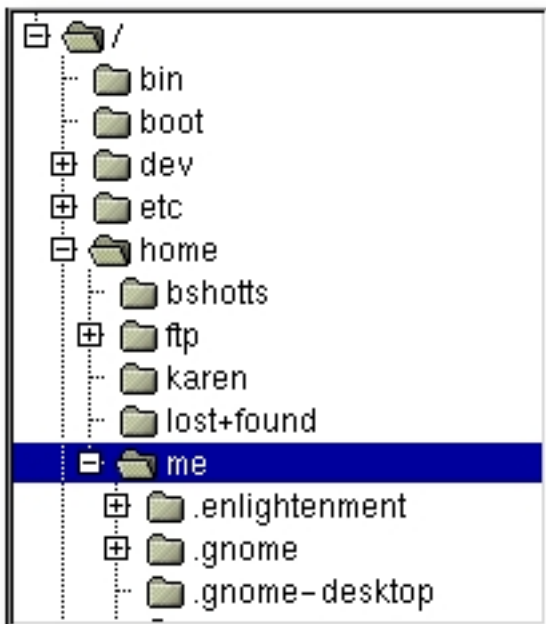 /
bin
boot
dev
etc
home
bshotts
ftp
karen
lost+found
me
.enlightenment
.gnome
.gnome-desktop